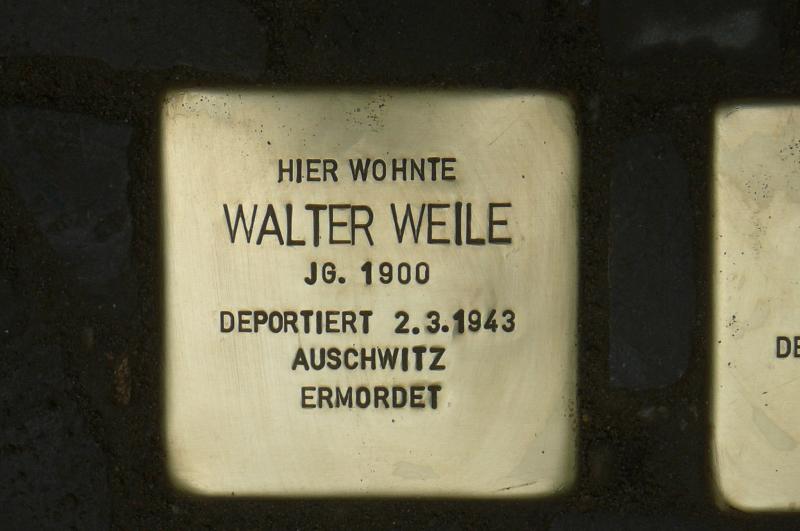 HIER WOHNTE
WALTER WEILE
JG. 1900
DEPORTIERT 2.3.1943
AUSCHWITZ
ERMORDET